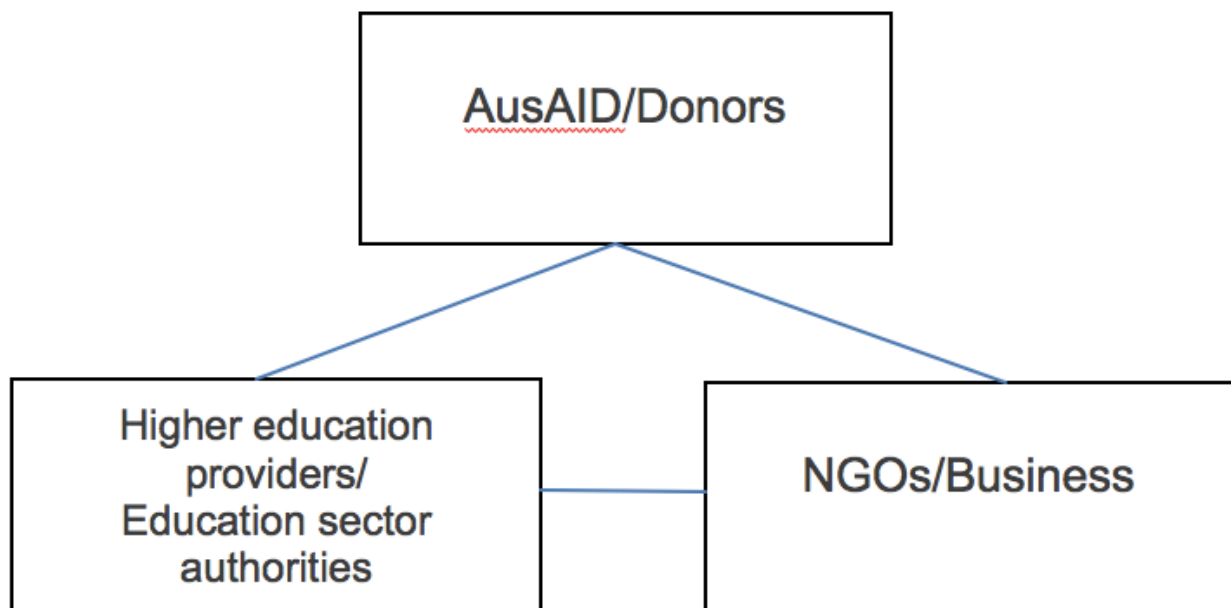 AusAID/Donors
Higher education
providers/
Education sector
authorities
NGOs/Business